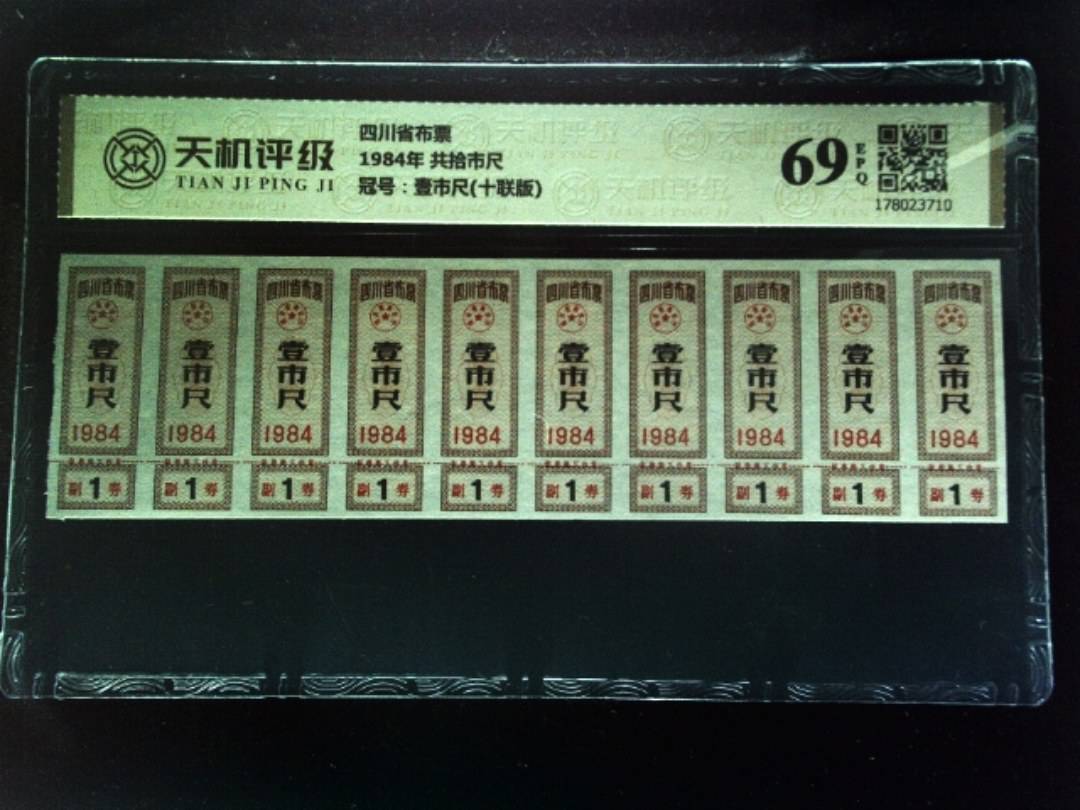 天机评级
TIAN JI PING JI
四川省布票
1984年 共拾市尺
冠号：壹市尺(十联版)
69
EPQ
178023710
四川省布票 四川省布票 四川省布票 四川省布票 四川省布票 四川省布票 四川省布票 四川省布票 四川省布票 四川省布票
壹市尺 壹市尺 壹市尺 壹市尺 壹市尺 壹市尺 壹市尺 壹市尺 壹市尺 壹市尺
1984 1984 1984 1984 1984 1984 1984 1984 1984 1984
副1券 副1券 副1券 副1券 副1券 副1券 副1券 副1券 副1券 副1券